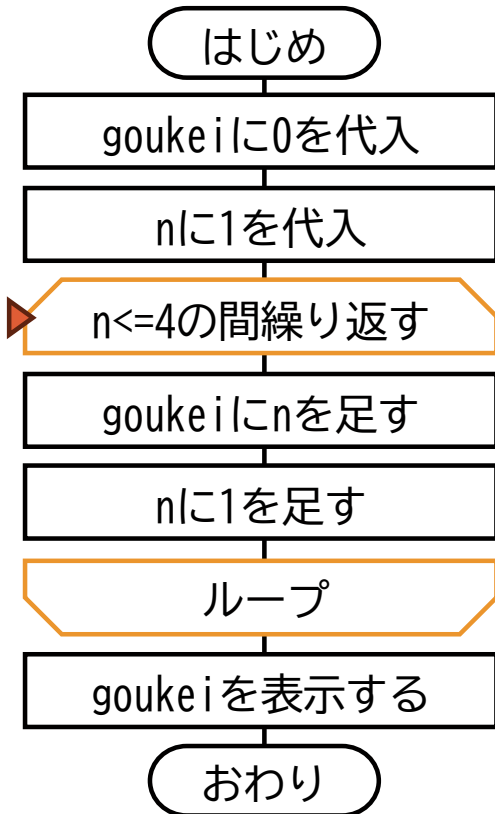 はじめ
goukeiに0を代入
nに1を代入
n<=4の間繰り返す
goukeiにnを足す
nに1を足す
ループ
goukeiを表示する
おわり